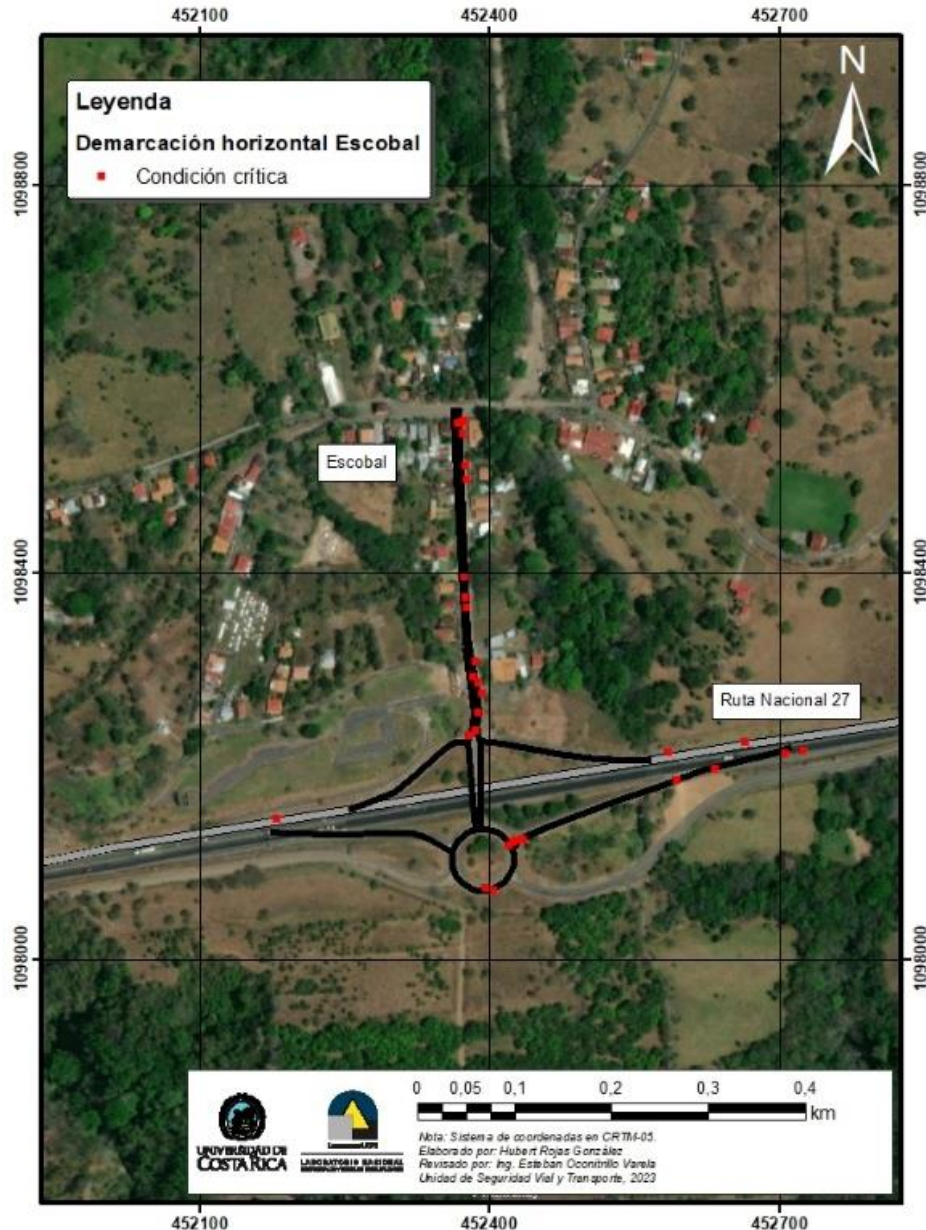 452100 452400 452700
N
Leyenda
Demarcación horizontal Escobal
Condición crítica
1098800 1098800
Escobal
1098400 1098400
Ruta Nacional 27
1098000 1098000
0 0,05 0,1 0,2 0,3 0,4
km
UNIVERSIDAD DE
COSTA RICA
LABORATORIO NACIONAL
Nota: Sistema de coordenadas en CRTM-05.
Elaborado por: Hubert Rojas González
Revisado por: Ing. Esteban Oconitrillo Varela
Unidad de Seguridad Vial y Transporte, 2023
452100 452400 452700